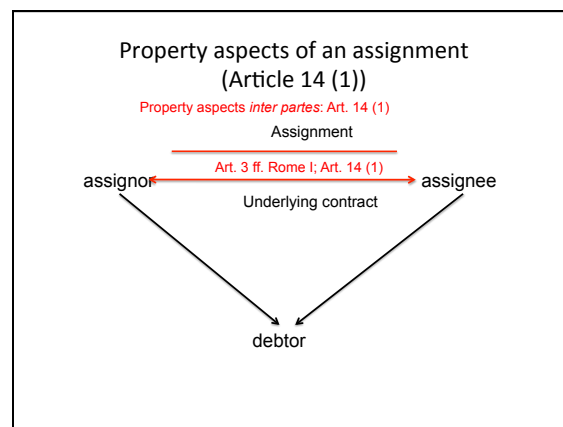 Property aspects of an assignment
(Article 14 (1))
Property aspects inter partes: Art. 14 (1)
Assignment
Art. 3 ff. Rome I; Art. 14 (1)
assignor
assignee
Underlying contract
debtor